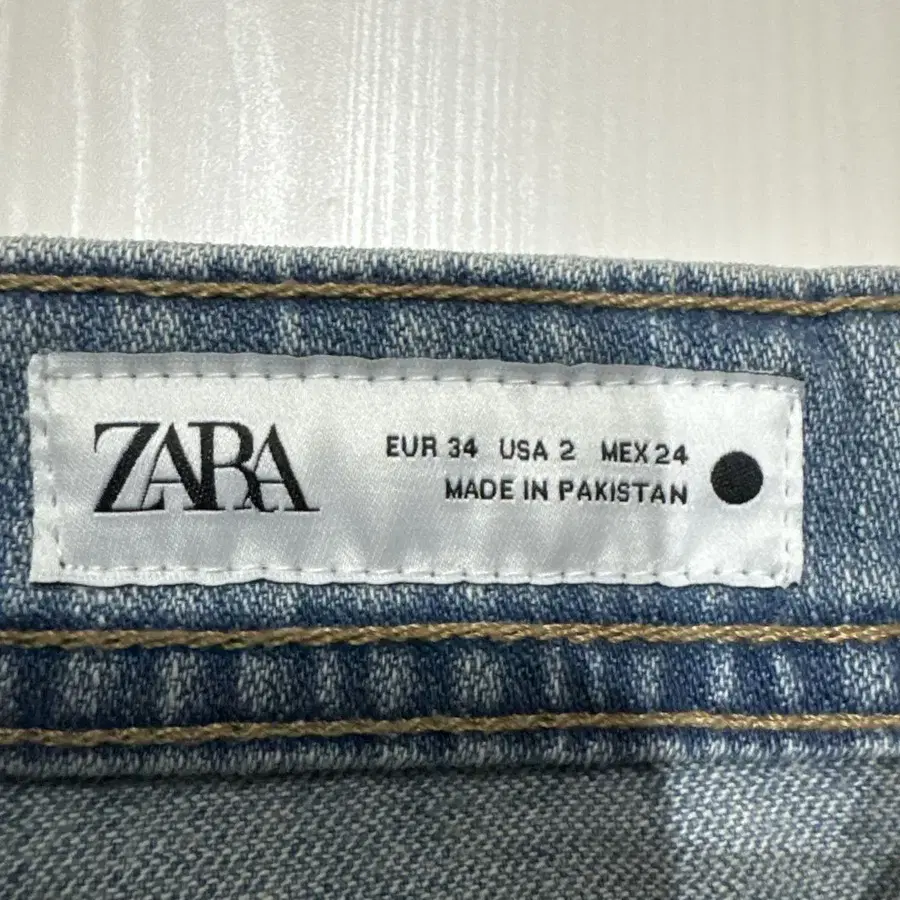 ZARA
EUR 34 USA 2 MEX 24
MADE IN PAKISTAN